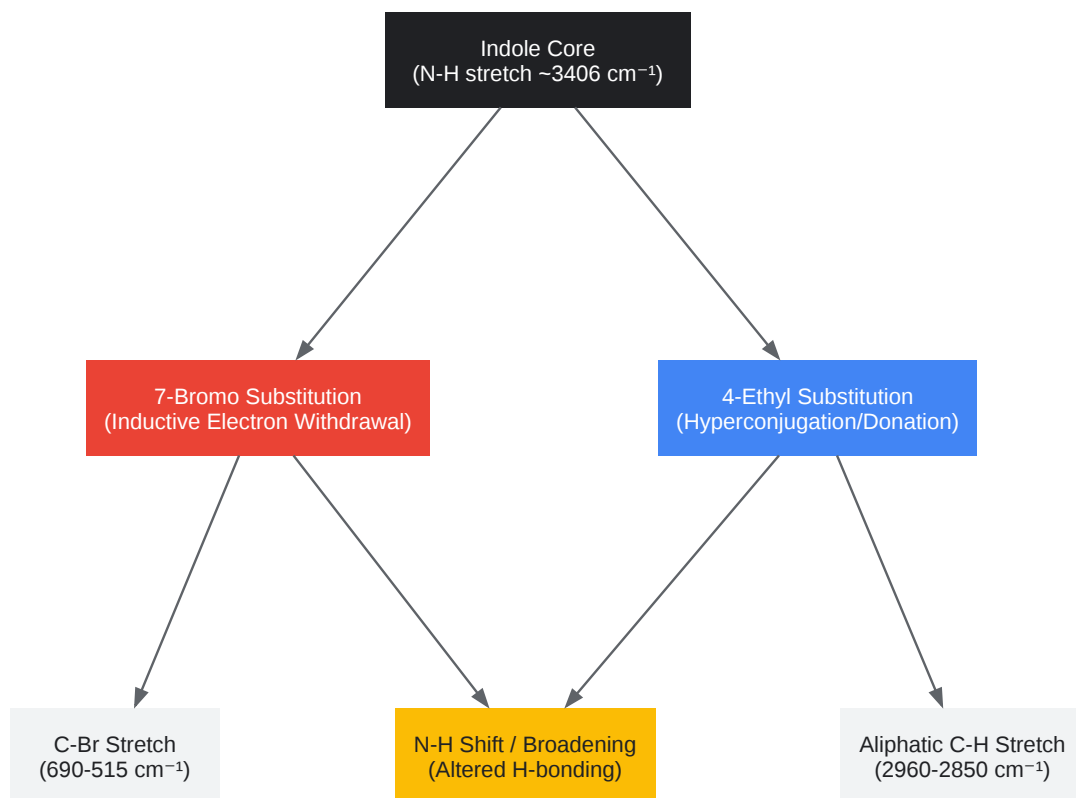 Indole Core
(N-H stretch ~3406 cm⁻¹)
7-Bromo Substitution
(Inductive Electron Withdrawal)
4-Ethyl Substitution
(Hyperconjugation/Donation)
C-Br Stretch
(690-515 cm⁻¹)
N-H Shift / Broadening
(Altered H-bonding)
Aliphatic C-H Stretch
(2960-2850 cm⁻¹)